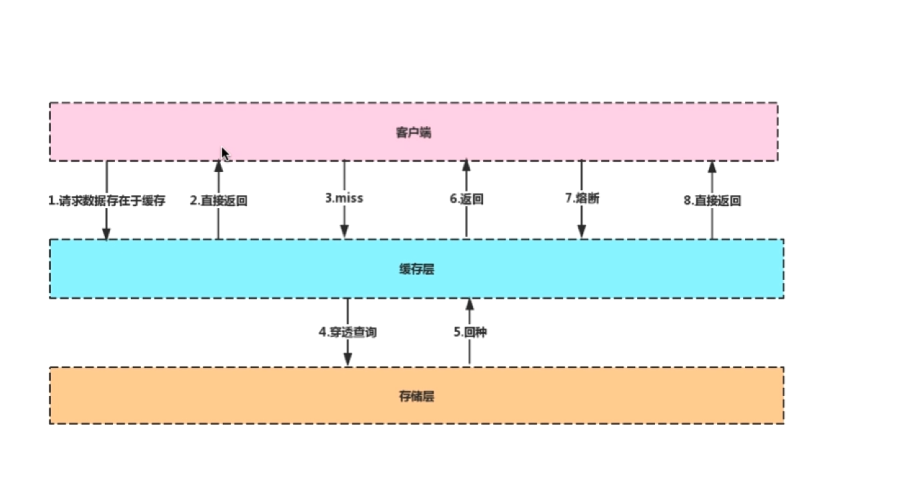 客户端
1.请求数据存在于缓存
2.直接返回
3.miss
6.返回
7.熔断
8.直接返回
缓存层
4.穿透查询
5.回种
存储层